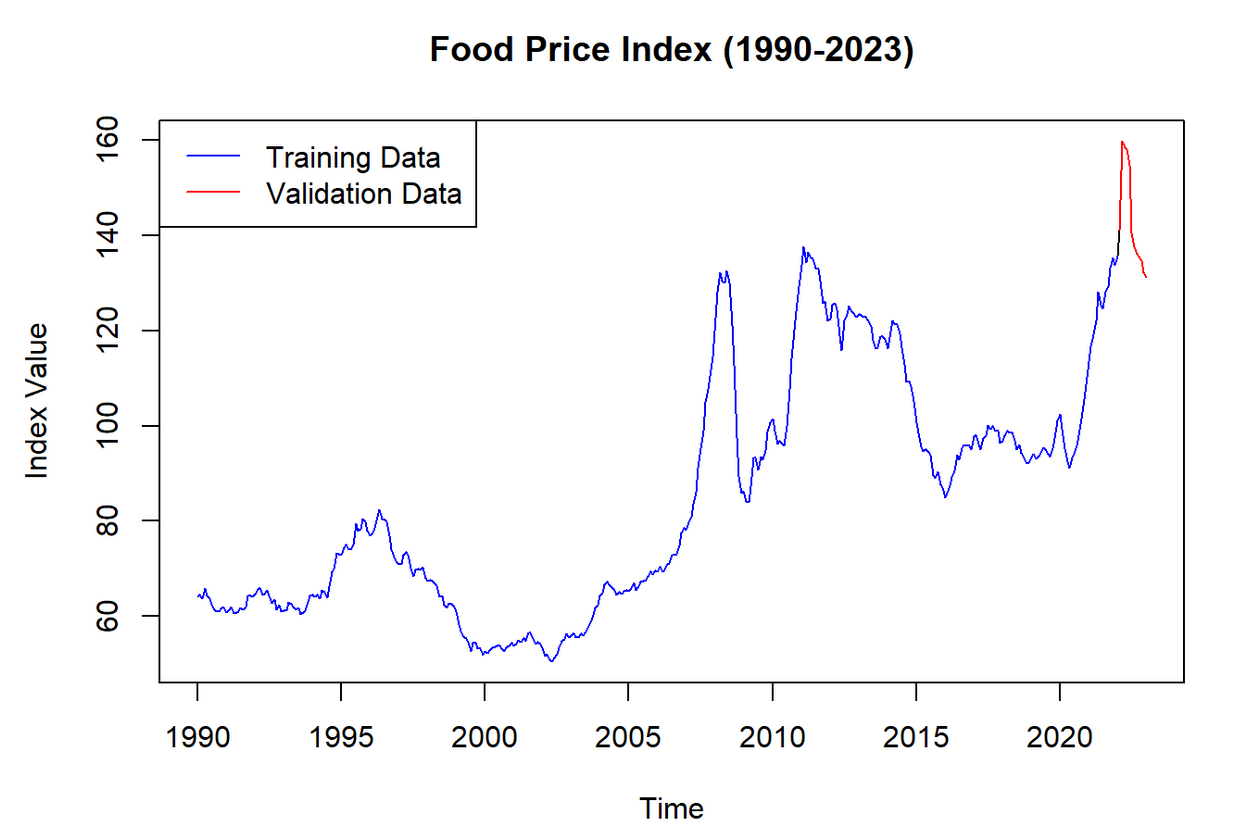 Food Price Index (1990-2023)
Training Data
Validation Data
160
140
120
100
80
60
Index Value
1990 1995 2000 2005 2010 2015 2020
Time